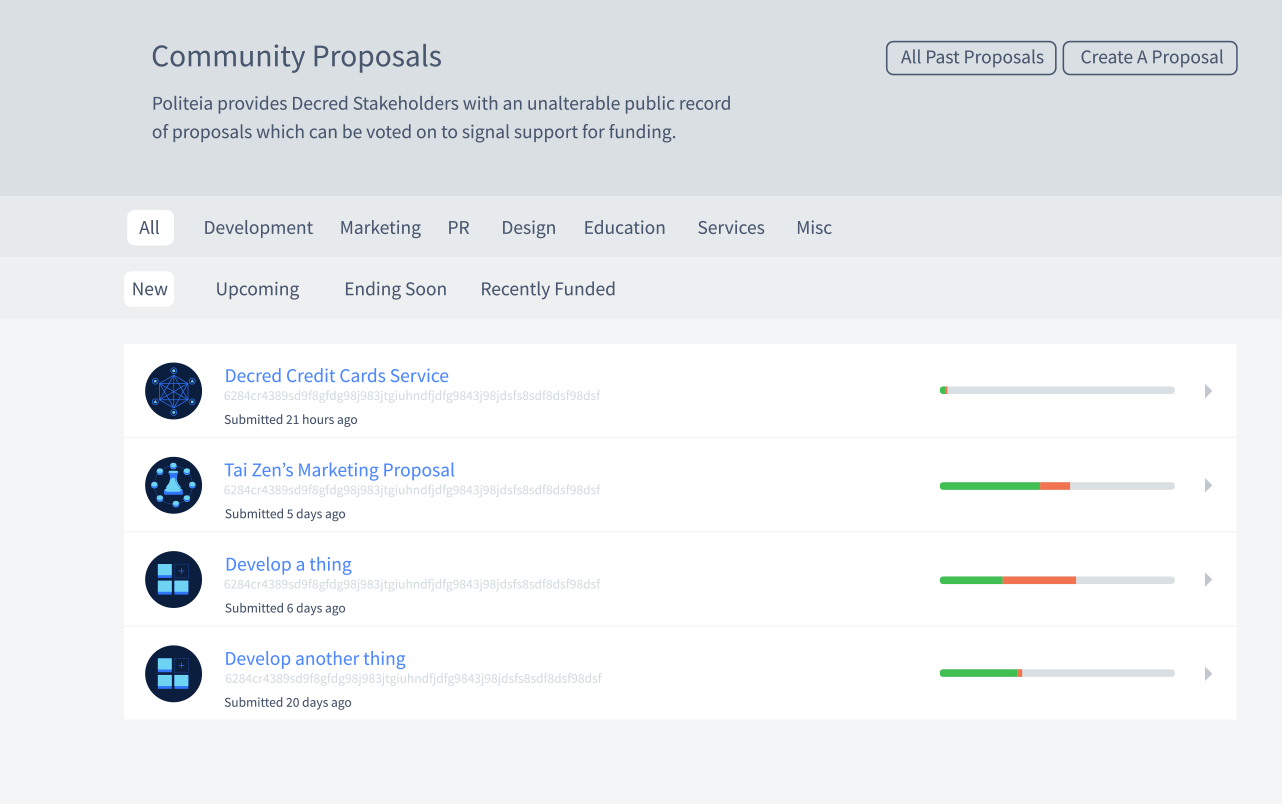 Community Proposals
All Past Proposals
Create A Proposal
Politeia provides Decred Stakeholders with an unalterable public record
of proposals which can be voted on to signal support for funding.
All Development Marketing PR Design Education Services Misc
New Upcoming Ending Soon Recently Funded
Decred Credit Cards Service
6284cr4389sd9f8gfdg98j983jtgiuhndfjdfg9843j98jdsfs8sdf8dsf98dsf
Submitted 21 hours ago
Tai Zen’s Marketing Proposal
6284cr4389sd9f8gfdg98j983jtgiuhndfjdfg9843j98jdsfs8sdf8dsf98dsf
Submitted 5 days ago
Develop a thing
6284cr4389sd9f8gfdg98j983jtgiuhndfjdfg9843j98jdsfs8sdf8dsf98dsf
Submitted 6 days ago
Develop another thing
6284cr4389sd9f8gfdg98j983jtgiuhndfjdfg9843j98jdsfs8sdf8dsf98dsf
Submitted 20 days ago